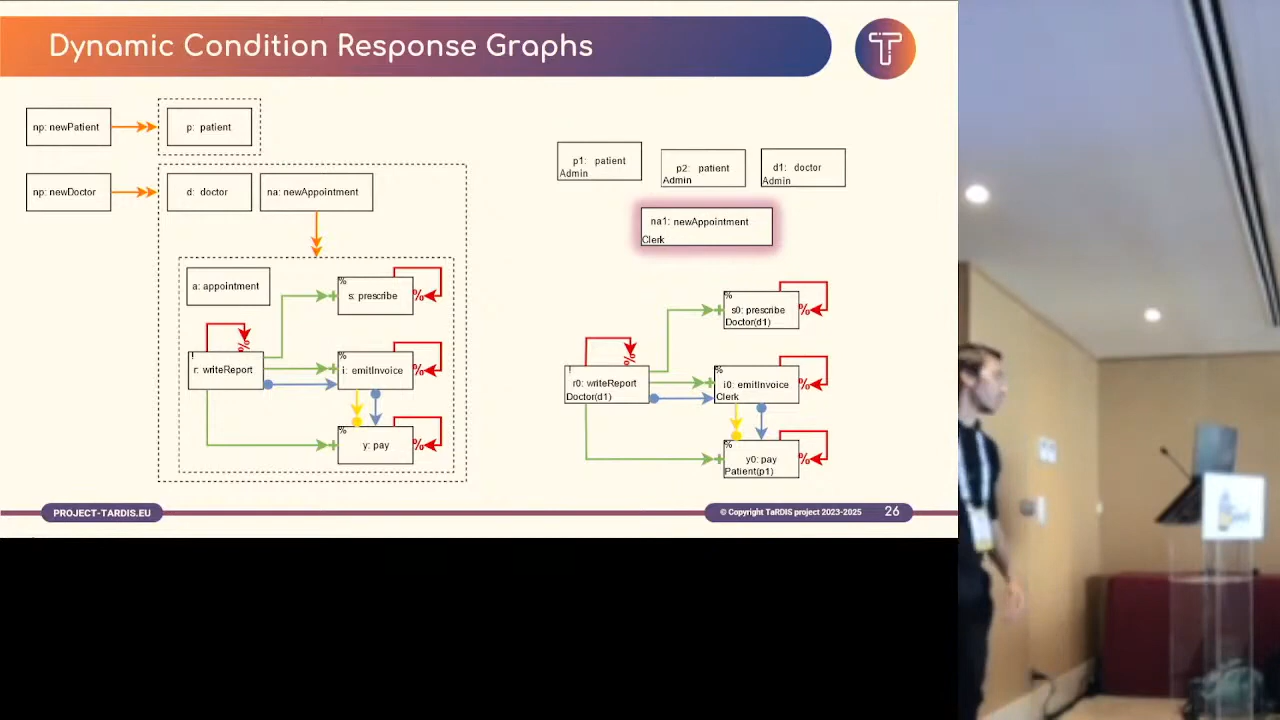 Dynamic Condition Response Graphs
T
np: newPatient
p: patient
np: newDoctor
d: doctor
na: newAppointment
a: appointment
%
s: prescribe
%
%
!
r: writeReport
%
i: emitInvoice
%
%
y: pay
%
p1: patient
Admin
p2: patient
Admin
d1: doctor
Admin
na1: newAppointment
Clerk
%
s0: prescribe
Doctor(d1)
%
%
!
r0: writeReport
Doctor(d1)
%
i0: emitInvoice
Clerk
%
%
y0: pay
Patient(p1)
%
PROJECT-TARDIS.EU
© Copyright TaRDIS project 2023-2025
26